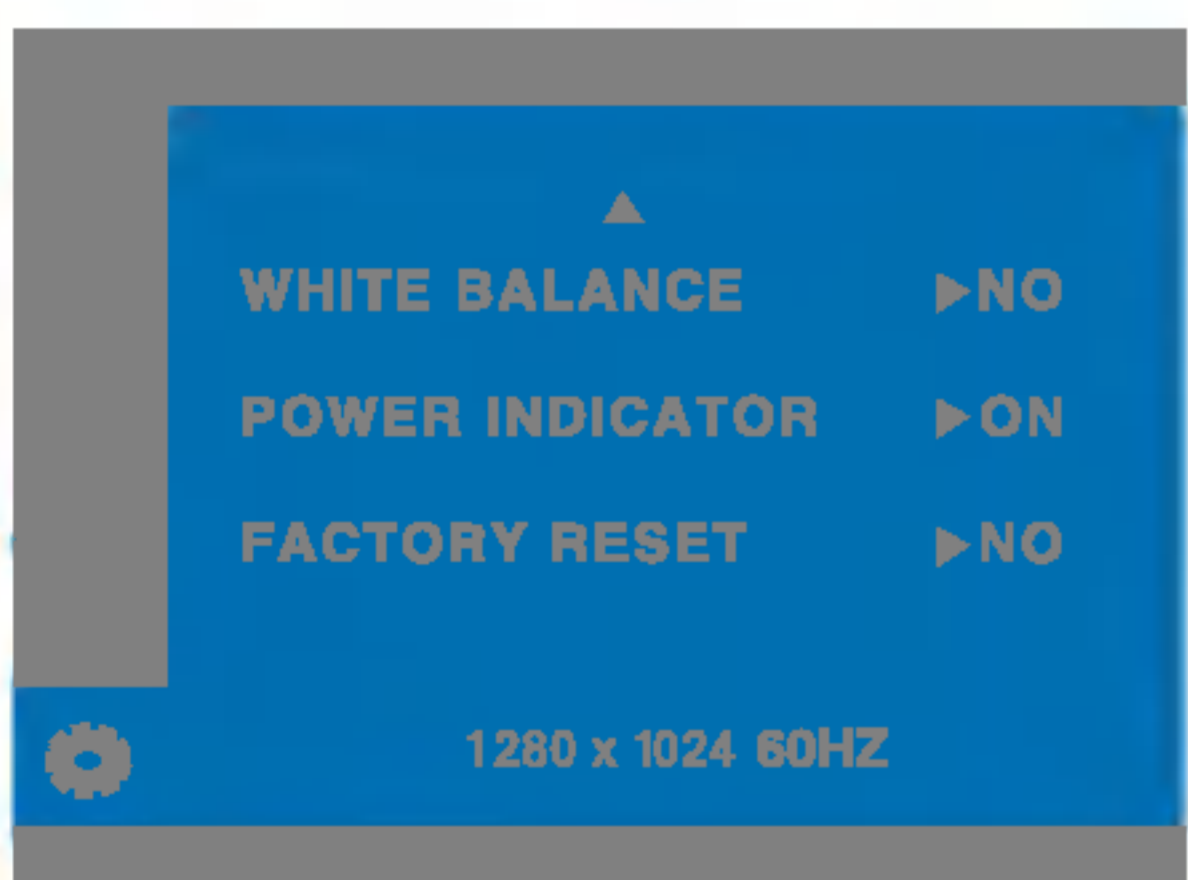 WHITE BALANCE ▶NO
POWER INDICATOR ▶ON
FACTORY RESET ▶NO
1280 x 1024 60HZ